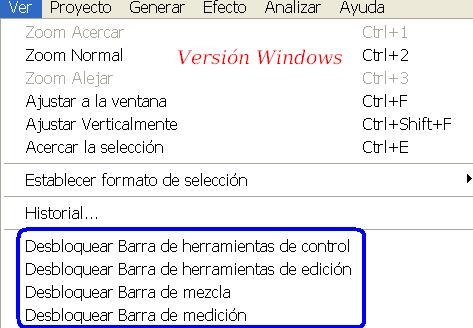 Ver Proyecto Generar Efecto Analizar Ayuda
Zoom Acercar Ctrl+1
Zoom Normal Versión Windows Ctrl+2
Zoom Alejar Ctrl+3
Ajustar a la ventana Ctrl+F
Ajustar Verticalmente Ctrl+Shift+F
Acercar la selección Ctrl+E
Establecer formato de selección
Historial...
Desbloquear Barra de herramientas de control
Desbloquear Barra de herramientas de edición
Desbloquear Barra de mezcla
Desbloquear Barra de medición